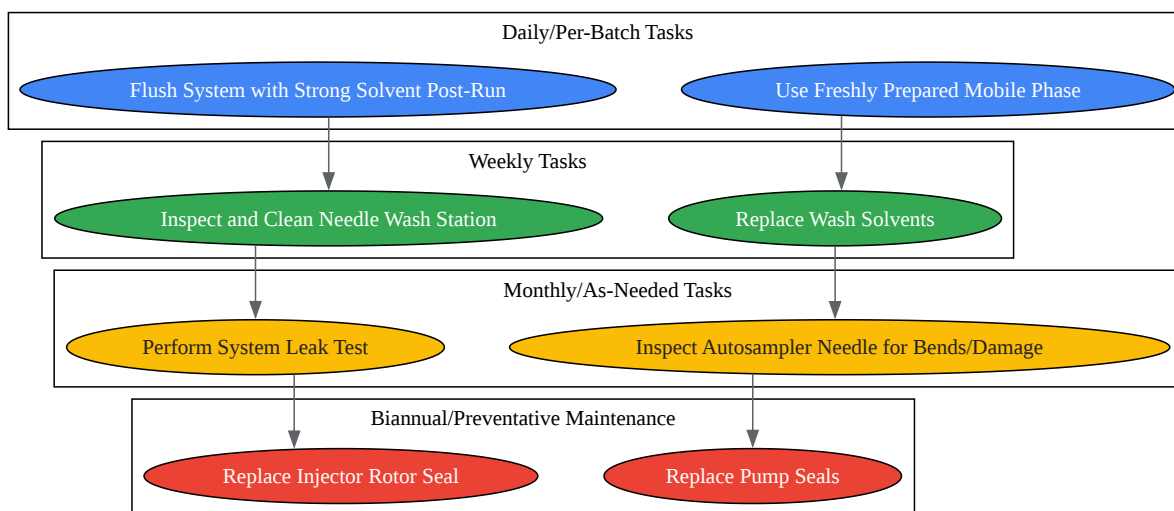 Daily/Per-Batch Tasks
Flush System with Strong Solvent Post-Run
Use Freshly Prepared Mobile Phase
Weekly Tasks
Inspect and Clean Needle Wash Station
Replace Wash Solvents
Monthly/As-Needed Tasks
Perform System Leak Test
Inspect Autosampler Needle for Bends/Damage
Biannual/Preventative Maintenance
Replace Injector Rotor Seal
Replace Pump Seals